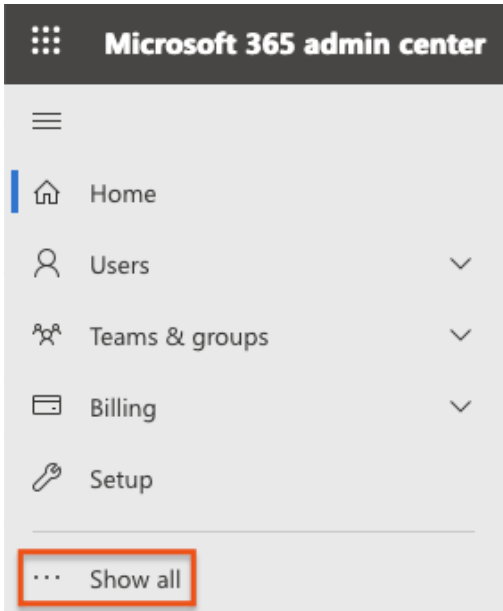 Microsoft 365 admin center
Home
Users
Teams & groups
Billing
Setup
... Show all